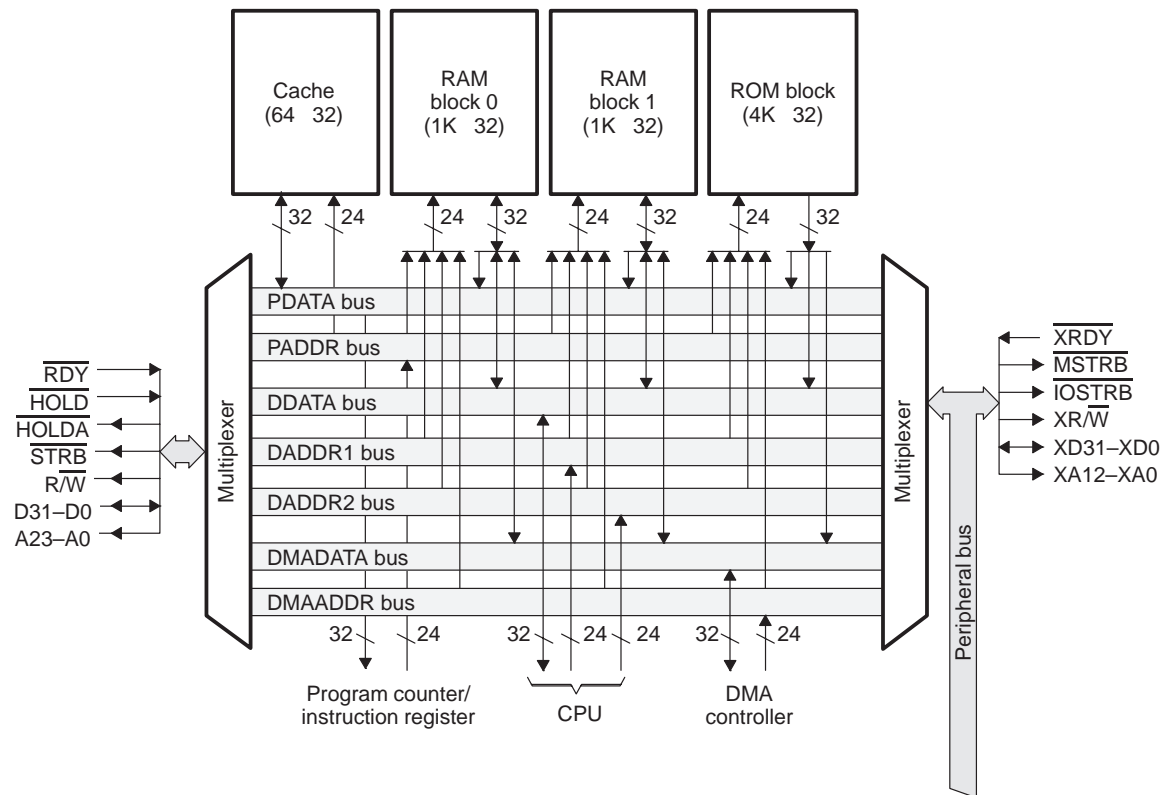 Cache
(64 32)
RAM
block 0
(1K 32)
RAM
block 1
(1K 32)
ROM block
(4K 32)
32
24
24
32
24
32
24
32
PDATA bus
PADDR bus
DDATA bus
DADDR1 bus
DADDR2 bus
DMADATA bus
DMAADDR bus
Multiplexer
Multiplexer
RDY
HOLD
HOLDA
STRB
R/W
D31–D0
A23–A0
XRDY
MSTRB
IOSTRB
XR/W
XD31–XD0
XA12–XA0
Peripheral bus
32
24
32
24
24
32
24
Program counter/
instruction register
CPU
DMA
controller